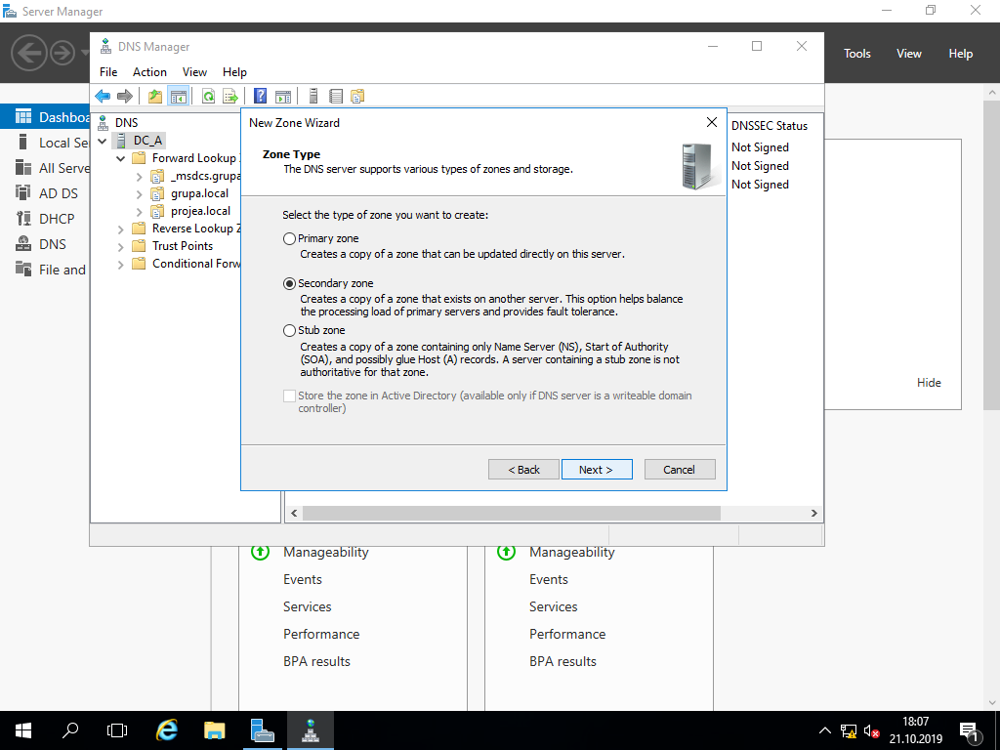 Server Manager
Tools View Help
DNS Manager
File Action View Help
Dashboa
Local Se
All Serve
AD DS
DHCP
DNS
File and
DNS
DC_A
Forward Lookup
_msdcs.grupa
grupa.local
projea.local
Reverse Lookup Z
Trust Points
Conditional Forw
DNSSEC Status
Not Signed
Not Signed
Not Signed
New Zone Wizard
Zone Type
The DNS server supports various types of zones and storage.
Select the type of zone you want to create:
Primary zone
Creates a copy of a zone that can be updated directly on this server.
Secondary zone
Creates a copy of a zone that exists on another server. This option helps balance
the processing load of primary servers and provides fault tolerance.
Stub zone
Creates a copy of a zone containing only Name Server (NS), Start of Authority
(SOA), and possibly glue Host (A) records. A server containing a stub zone is not
authoritative for that zone.
Store the zone in Active Directory (available only if DNS server is a writeable domain
controller)
< Back Next > Cancel
Hide
Manageability
Events
Services
Performance
BPA results
Manageability
Events
Services
Performance
BPA results
18:07
21.10.2019
1